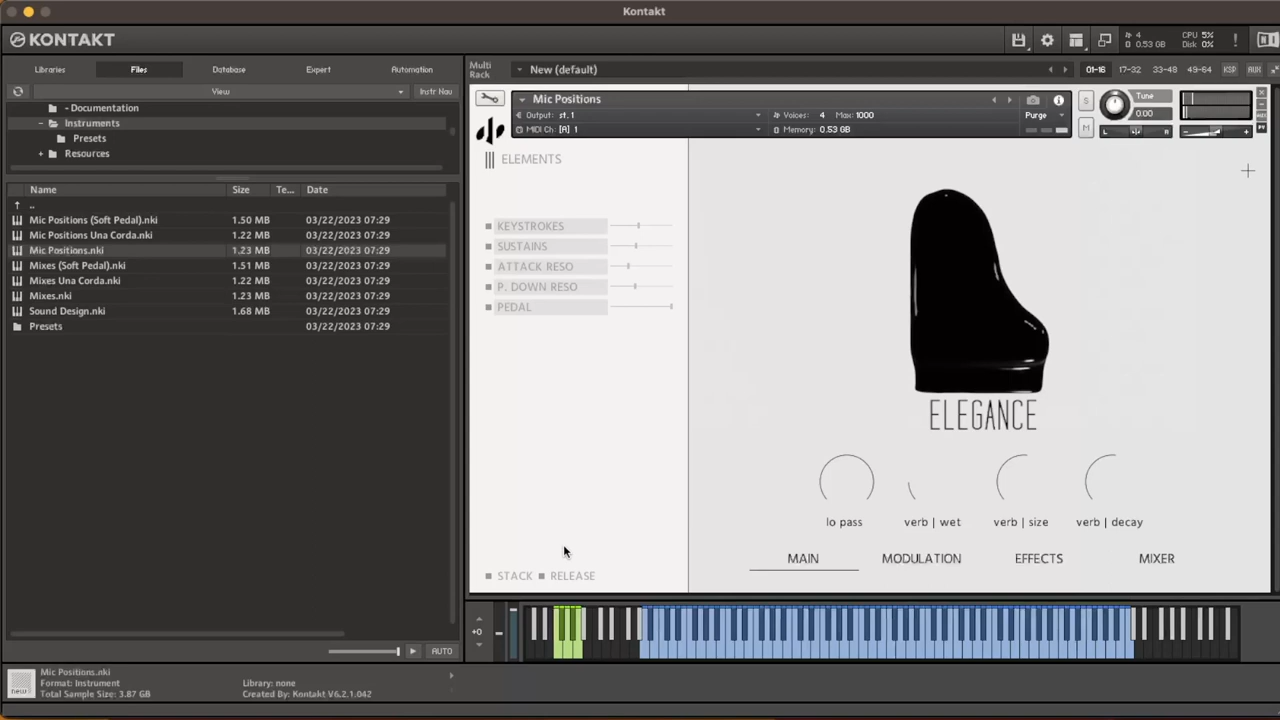 Kontakt
KONTAKT
4
0.53 GB
CPU 5%
Disk 0%
!
Libraries
Files
Database
Expert
Automation
View
Instr Nav
- Documentation
Instruments
Presets
Resources
Name Size Te... Date
..
Mic Positions (Soft Pedal).nki 1.50 MB 03/22/2023 07:29
Mic Positions Una Corda.nki 1.22 MB 03/22/2023 07:29
Mic Positions.nki 1.23 MB 03/22/2023 07:29
Mixes (Soft Pedal).nki 1.51 MB 03/22/2023 07:29
Mixes Una Corda.nki 1.22 MB 03/22/2023 07:29
Mixes.nki 1.23 MB 03/22/2023 07:29
Sound Design.nki 1.68 MB 03/22/2023 07:29
Presets 03/22/2023 07:29
AUTO
Mic Positions.nki
Format: Instrument
Total Sample Size: 3.87 GB
Library: none
Created By: Kontakt V6.2.1.042
new
Multi
Rack
New (default)
01-16 17-32 33-48 49-64 KSP AUX
Mic Positions
Output: st.1
Voices: 4 Max: 1000
Purge
MIDI Ch: [A] 1
Memory: 0.53 GB
S
M
Tune
0.00
L R
ELEMENTS
KEYSTROKES
SUSTAINS
ATTACK RESO
P. DOWN RESO
PEDAL
STACK RELEASE
ELEGANCE
lo pass
verb | wet
verb | size
verb | decay
MAIN
MODULATION
EFFECTS
MIXER
+0